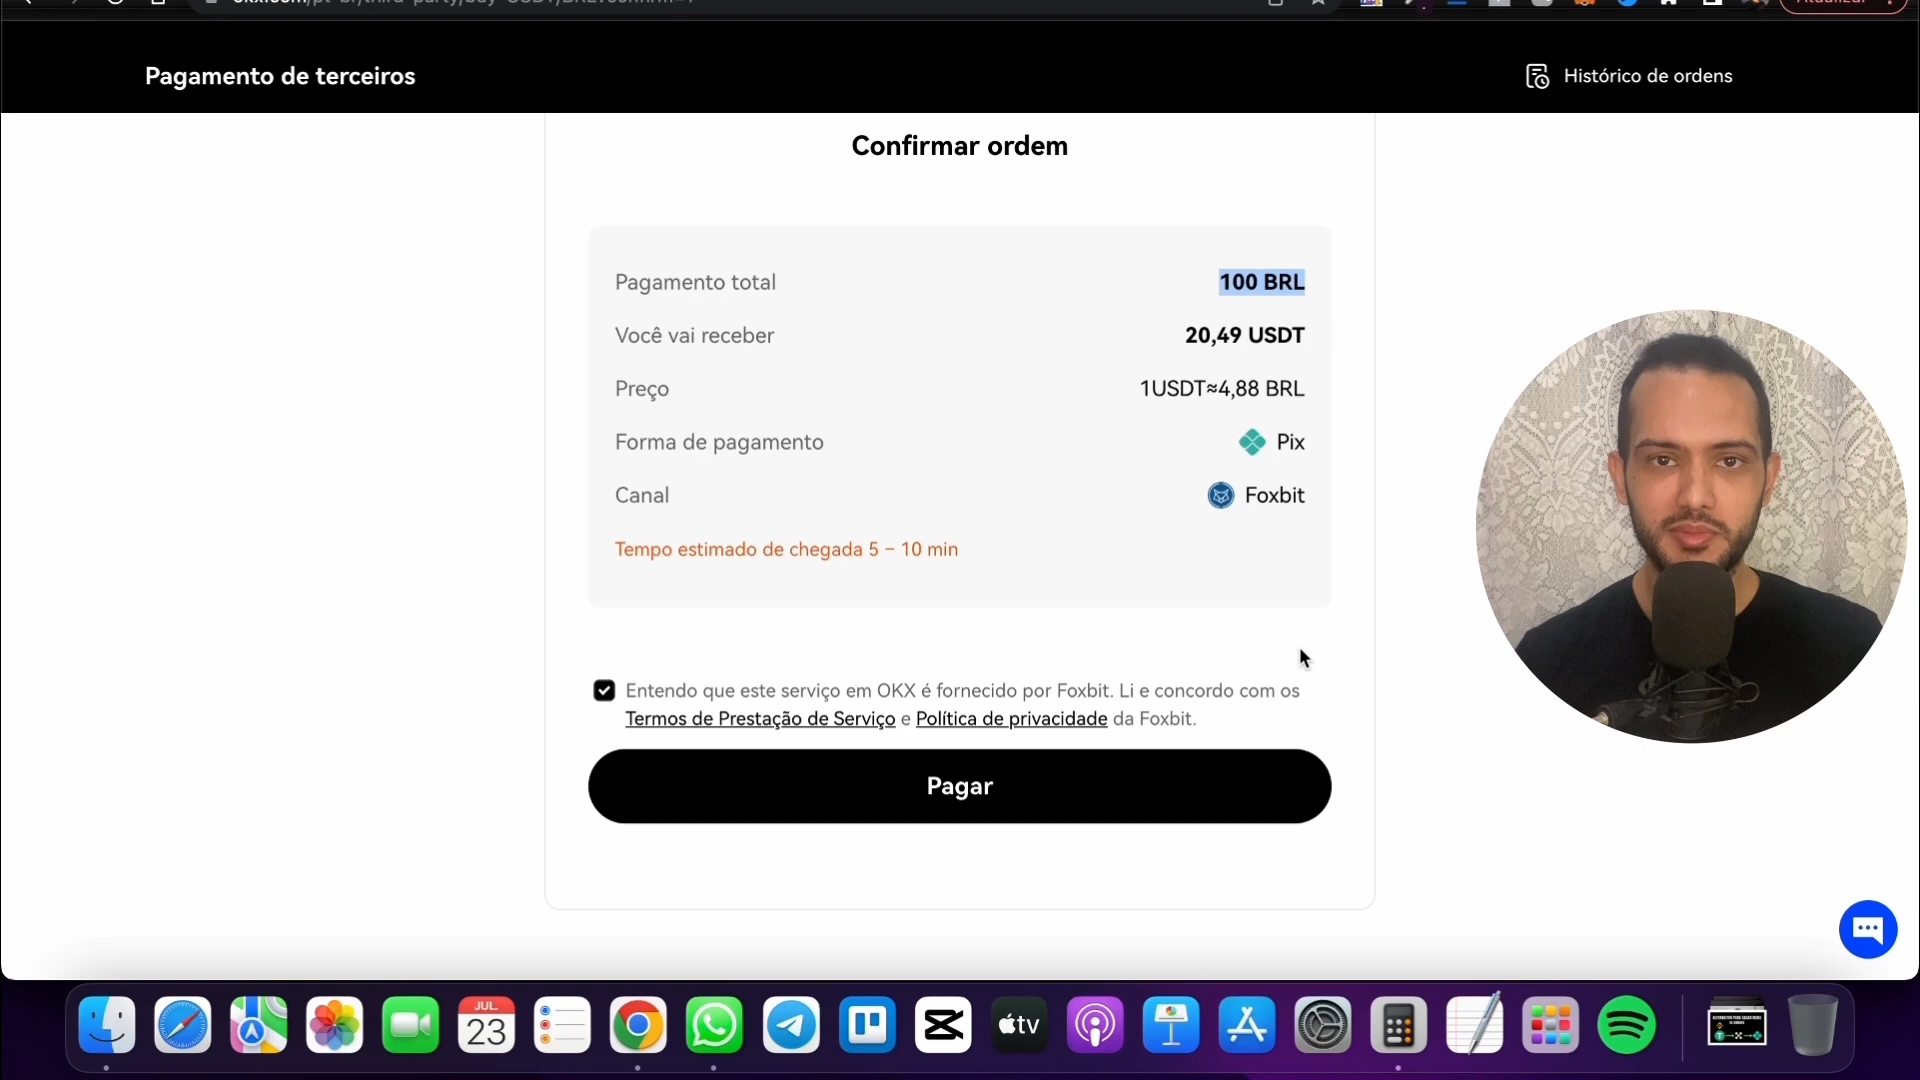 Pagamento de terceiros
Histórico de ordens
Confirmar ordem
Pagamento total 100 BRL
Você vai receber 20,49 USDT
Preço 1USDT≈4,88 BRL
Forma de pagamento Pix
Canal Foxbit
Tempo estimado de chegada 5 – 10 min
Entendo que este serviço em OKX é fornecido por Foxbit. Li e concordo com os
Termos de Prestação de Serviço e Política de privacidade da Foxbit.
Pagar
JUL
23
tv